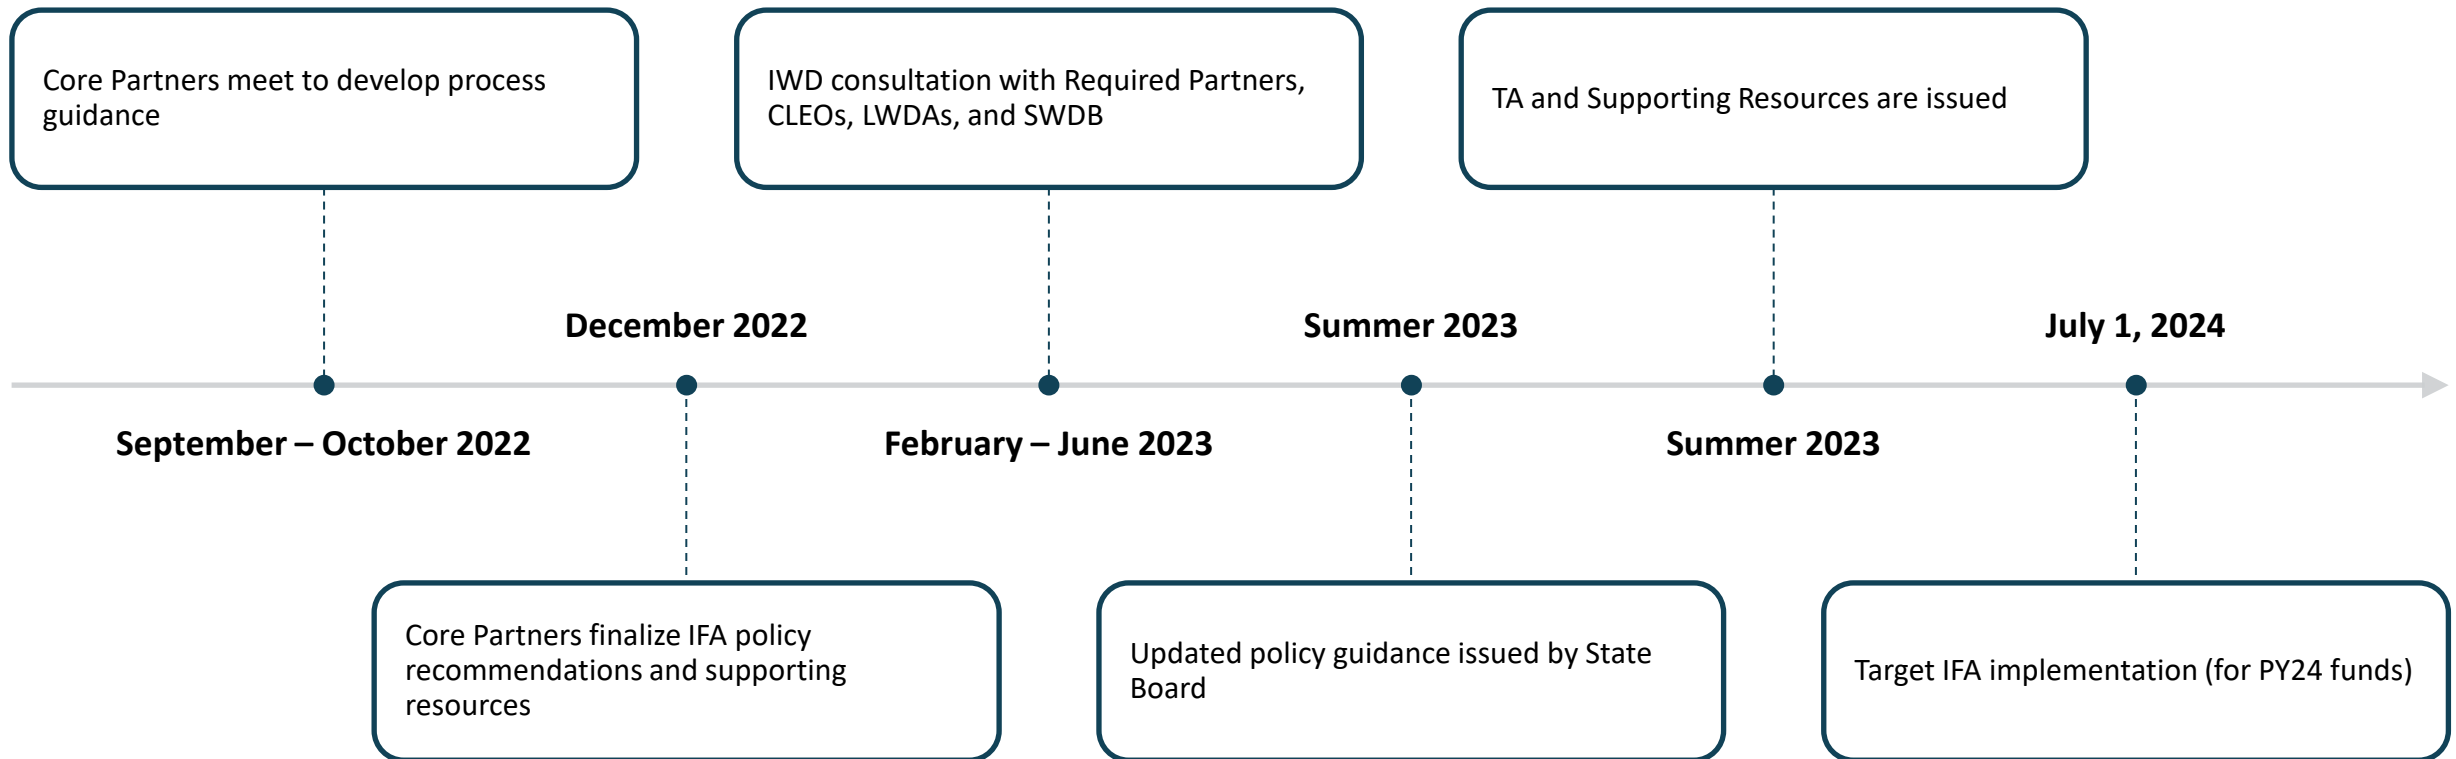 Core Partners meet to develop process
guidance
IWD consultation with Required Partners,
CLEOs, LWDAs, and SWDB
TA and Supporting Resources are issued
December 2022
Summer 2023
July 1, 2024
September – October 2022
February – June 2023
Summer 2023
Core Partners finalize IFA policy
recommendations and supporting
resources
Updated policy guidance issued by State
Board
Target IFA implementation (for PY24 funds)